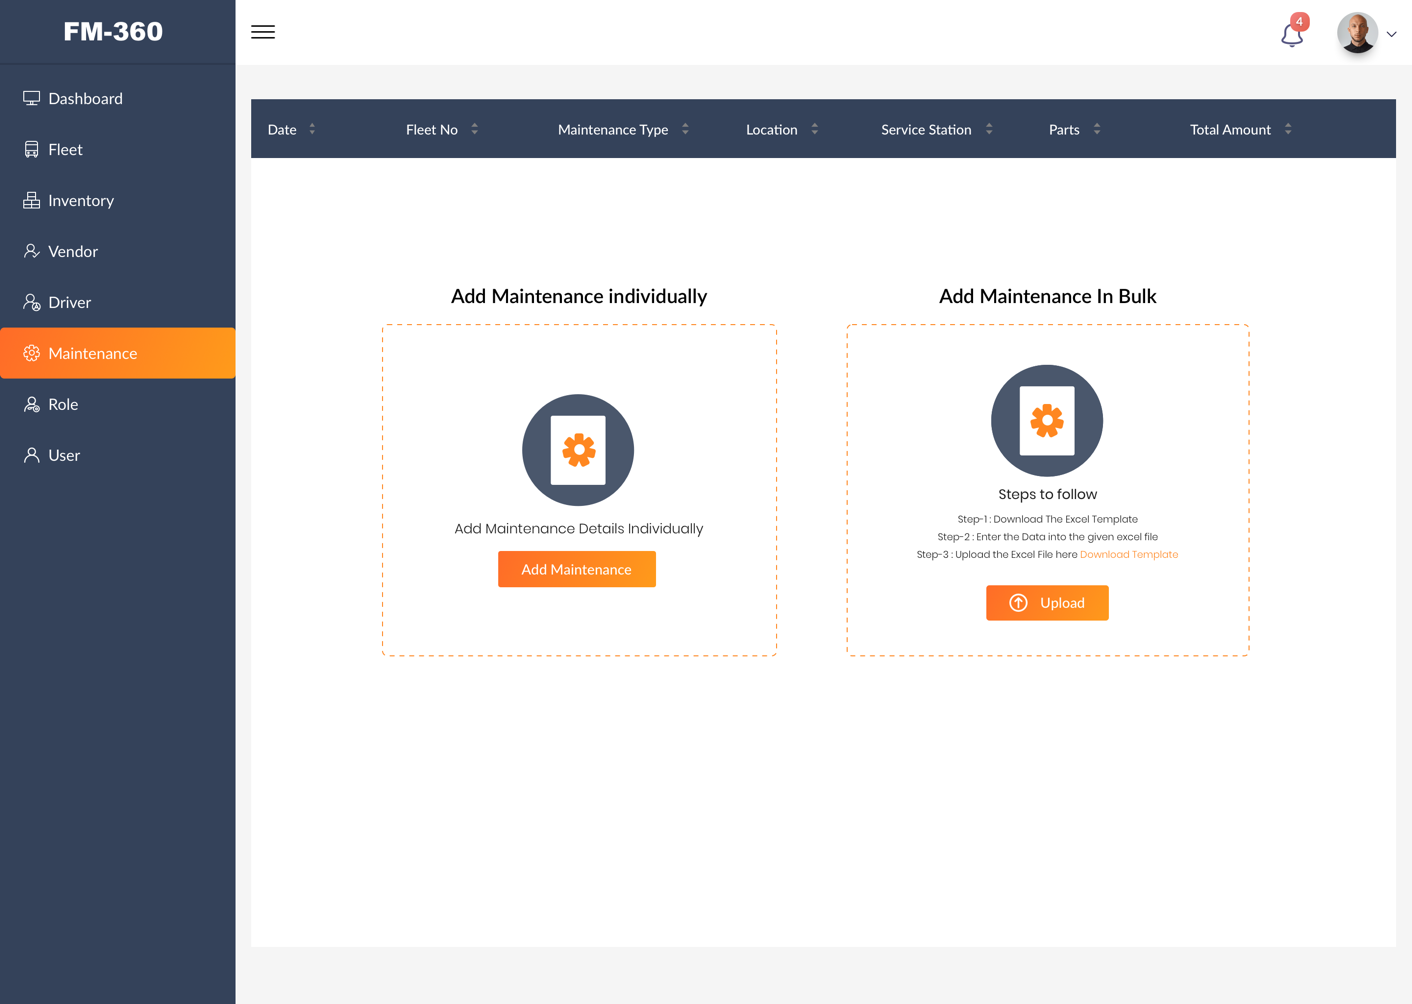 FM-360
4
Dashboard
Fleet
Inventory
Vendor
Driver
Maintenance
Role
User
Date Fleet No Maintenance Type Location Service Station Parts Total Amount
Add Maintenance individually
Add Maintenance Details Individually
Add Maintenance
Add Maintenance In Bulk
Steps to follow
Step-1 : Download The Excel Template
Step-2 : Enter the Data into the given excel file
Step-3 : Upload the Excel File here Download Template
Upload